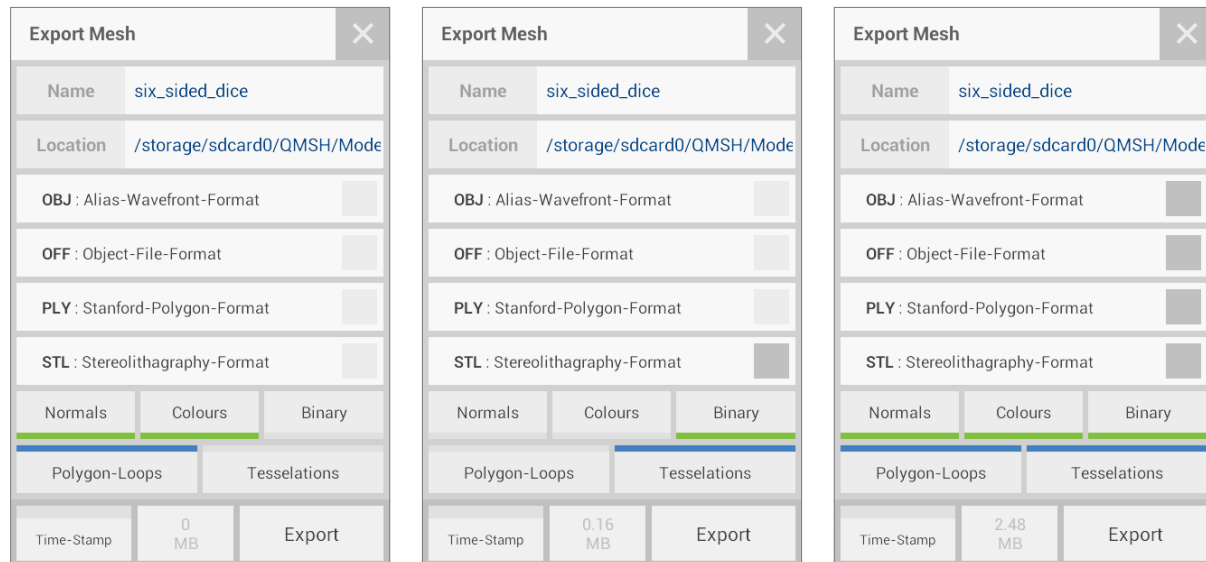 Export Mesh
Name six_sided_dice
Location /storage/sdcard0/QMSH/Mode
OBJ : Alias-Wavefront-Format
OFF : Object-File-Format
PLY : Stanford-Polygon-Format
STL : Stereolithagraphy-Format
Normals Colours Binary
Polygon-Loops Tesselations
Time-Stamp 0 MB Export
Export Mesh
Name six_sided_dice
Location /storage/sdcard0/QMSH/Mode
OBJ : Alias-Wavefront-Format
OFF : Object-File-Format
PLY : Stanford-Polygon-Format
STL : Stereolithagraphy-Format
Normals Colours Binary
Polygon-Loops Tesselations
Time-Stamp 0.16 MB Export
Export Mesh
Name six_sided_dice
Location /storage/sdcard0/QMSH/Mode
OBJ : Alias-Wavefront-Format
OFF : Object-File-Format
PLY : Stanford-Polygon-Format
STL : Stereolithagraphy-Format
Normals Colours Binary
Polygon-Loops Tesselations
Time-Stamp 2.48 MB Export